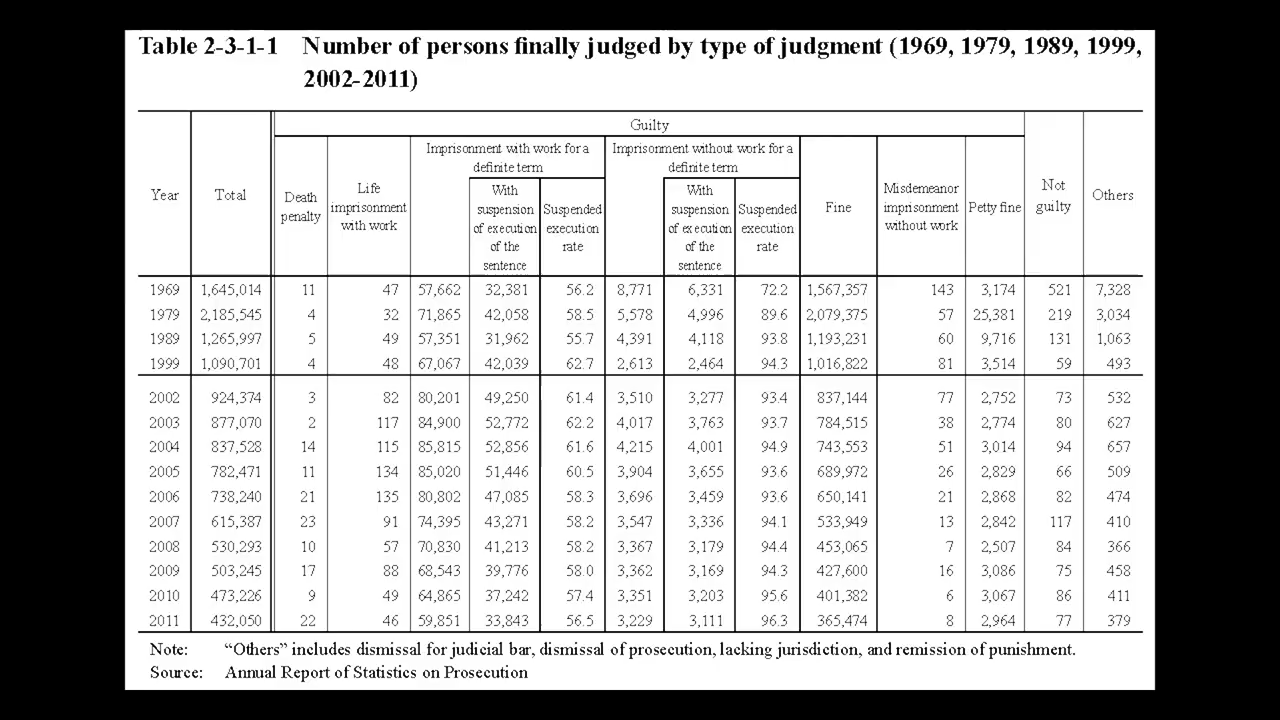 Table 2-3-1-1 Number of persons finally judged by type of judgment (1969, 1979, 1989, 1999,
2002-2011)
Guilty
Imprisonment with work for a
definite term
Imprisonment without work for a
definite term
Year
Total
Death
penalty
Life
imprisonment
with work
With
suspension
of execution
of the
sentence
Suspended
execution
rate
With
suspension
of execution
of the
sentence
Suspended
execution
rate
Fine
Misdemeanor
imprisonment
without work
Petty fine
Not
guilty
Others
1969 1,645,014 11 47 57,662 32,381 56.2 8,771 6,331 72.2 1,567,357 143 3,174 521 7,328
1979 2,185,545 4 32 71,865 42,058 58.5 5,578 4,996 89.6 2,079,375 57 25,381 219 3,034
1989 1,265,997 5 49 57,351 31,962 55.7 4,391 4,118 93.8 1,193,231 60 9,716 131 1,063
1999 1,090,701 4 48 67,067 42,039 62.7 2,613 2,464 94.3 1,016,822 81 3,514 59 493
2002 924,374 3 82 80,201 49,250 61.4 3,510 3,277 93.4 837,144 77 2,752 73 532
2003 877,070 2 117 84,900 52,772 62.2 4,017 3,763 93.7 784,515 38 2,774 80 627
2004 837,528 14 115 85,815 52,856 61.6 4,215 4,001 94.9 743,553 51 3,014 94 657
2005 782,471 11 134 85,020 51,446 60.5 3,904 3,655 93.6 689,972 26 2,829 66 509
2006 738,240 21 135 80,802 47,085 58.3 3,696 3,459 93.6 650,141 21 2,868 82 474
2007 615,387 23 91 74,395 43,271 58.2 3,547 3,336 94.1 533,949 13 2,842 117 410
2008 530,293 10 57 70,830 41,213 58.2 3,367 3,179 94.4 453,065 7 2,507 84 366
2009 503,245 17 88 68,543 39,776 58.0 3,362 3,169 94.3 427,600 16 3,086 75 458
2010 473,226 9 49 64,865 37,242 57.4 3,351 3,203 95.6 401,382 6 3,067 86 411
2011 432,050 22 46 59,851 33,843 56.5 3,229 3,111 96.3 365,474 8 2,964 77 379
Note: “Others” includes dismissal for judicial bar, dismissal of prosecution, lacking jurisdiction, and remission of punishment.
Source: Annual Report of Statistics on Prosecution